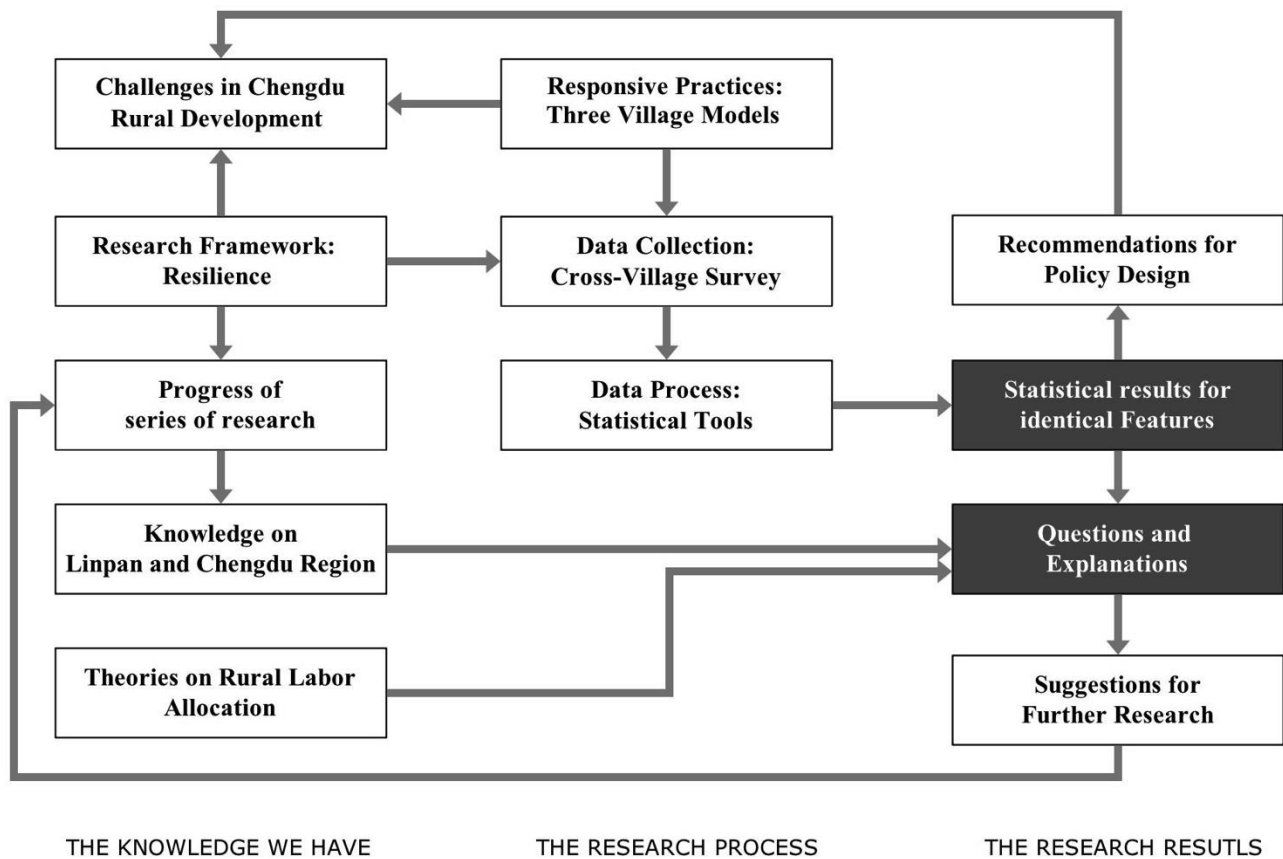 Challenges in Chengdu
Rural Development
Responsive Practices:
Three Village Models
Research Framework:
Resilience
Data Collection:
Cross-Village Survey
Recommendations for
Policy Design
Progress of
series of research
Data Process:
Statistical Tools
Statistical results for
identical Features
Knowledge on
Linpan and Chengdu Region
Questions and
Explanations
Theories on Rural Labor
Allocation
Suggestions for
Further Research
THE KNOWLEDGE WE HAVE
THE RESEARCH PROCESS
THE RESEARCH RESUTLS